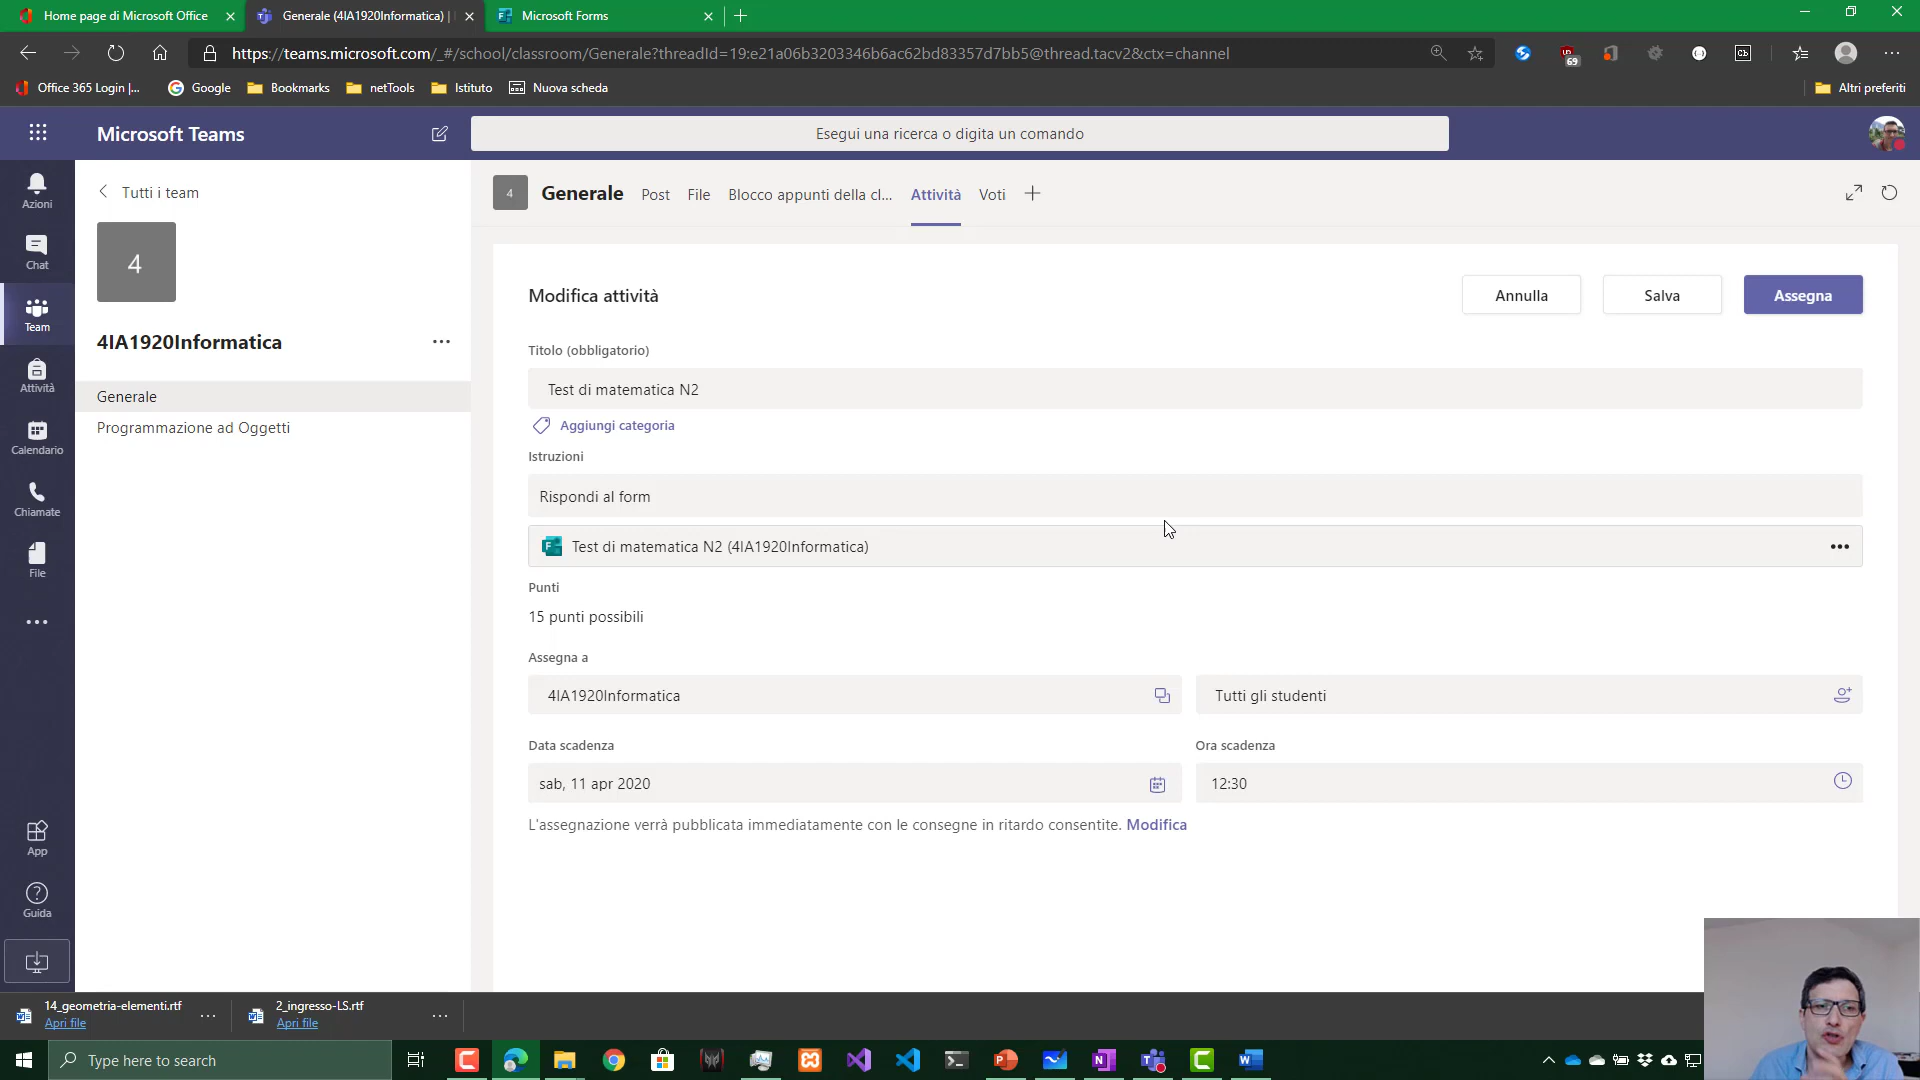 Home page di Microsoft Office
Generale (4IA1920Informatica) |
Microsoft Forms
https://teams.microsoft.com/_#/school/classroom/Generale?threadId=19:e21a06b3203346b6ac62bd83357d7bb5@thread.tacv2&ctx=channel
69
Office 365 Login |...
Google
Bookmarks
netTools
Istituto
Nuova scheda
Altri preferiti
Microsoft Teams
Esegui una ricerca o digita un comando
Azioni
Chat
Team
Attività
Calendario
Chiamate
File
App
Guida
Tutti i team
4
4IA1920Informatica
Generale
Programmazione ad Oggetti
4
Generale
Post
File
Blocco appunti della cl...
Attività
Voti
Modifica attività
Annulla
Salva
Assegna
Titolo (obbligatorio)
Test di matematica N2
Aggiungi categoria
Istruzioni
Rispondi al form
Test di matematica N2 (4IA1920Informatica)
Punti
15 punti possibili
Assegna a
4IA1920Informatica
Tutti gli studenti
Data scadenza
Ora scadenza
sab, 11 apr 2020
12:30
L'assegnazione verrà pubblicata immediatamente con le consegne in ritardo consentite. Modifica
14_geometria-elementi.rtf
Apri file
2_ingresso-LS.rtf
Apri file
Type here to search